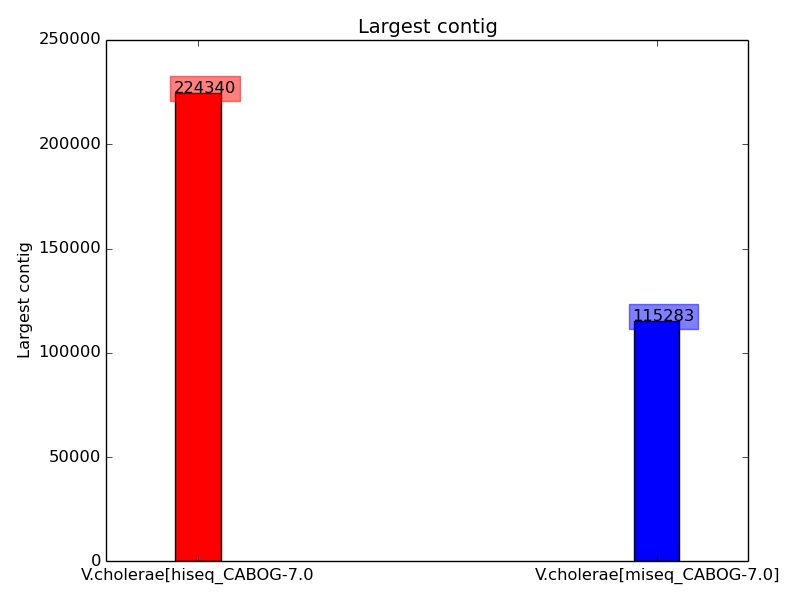 Largest contig
250000
200000
150000
100000
50000
0
Largest contig
224340
115283
V.cholerae[hiseq_CABOG-7.0
V.cholerae[miseq_CABOG-7.0]